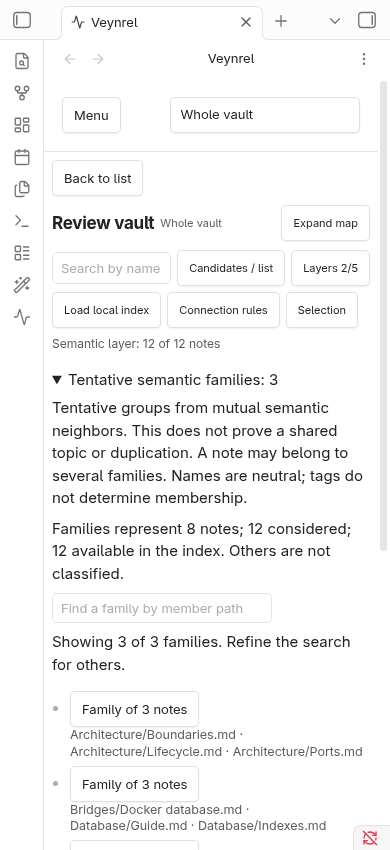 Veynrel
Veynrel
Menu
Whole vault
Back to list
Review vault Whole vault
Expand map
Search by name
Candidates / list
Layers 2/5
Load local index
Connection rules
Selection
Semantic layer: 12 of 12 notes
▼ Tentative semantic families: 3
Tentative groups from mutual semantic
neighbors. This does not prove a shared
topic or duplication. A note may belong to
several families. Names are neutral; tags do
not determine membership.
Families represent 8 notes; 12 considered;
12 available in the index. Others are not
classified.
Find a family by member path
Showing 3 of 3 families. Refine the search
for others.
Family of 3 notes
Architecture/Boundaries.md ·
Architecture/Lifecycle.md · Architecture/Ports.md
Family of 3 notes
Bridges/Docker database.md ·
Database/Guide.md · Database/Indexes.md